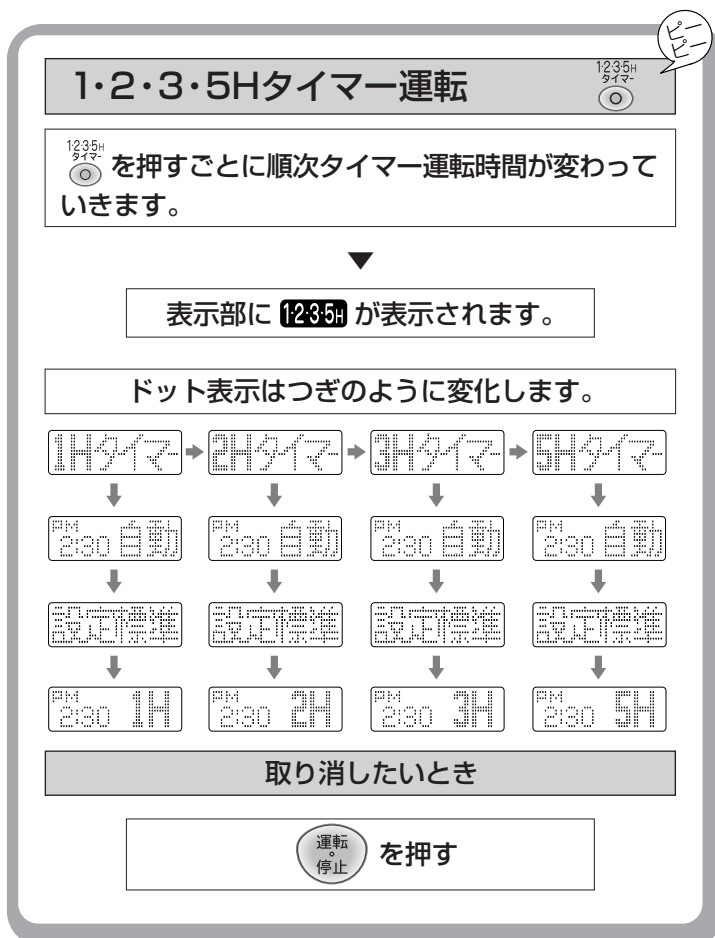 ピー
ピー
1・2・3・5Hタイマー運転
1・2・3・5H
タイマー
1・2・3・5H
タイマー
を押すごとに順次タイマー運転時間が変わって
いきます。
▼
表示部に 1・2・3・5H が表示されます。
ドット表示はつぎのように変化します。
1Hタイマー → 2Hタイマー → 3Hタイマー → 5Hタイマー
PM 2:30 自動 PM 2:30 自動 PM 2:30 自動 PM 2:30 自動
設定標準 設定標準 設定標準 設定標準
PM 2:30 1H PM 2:30 2H PM 2:30 3H PM 2:30 5H
取り消したいとき
運転
停止
を押す